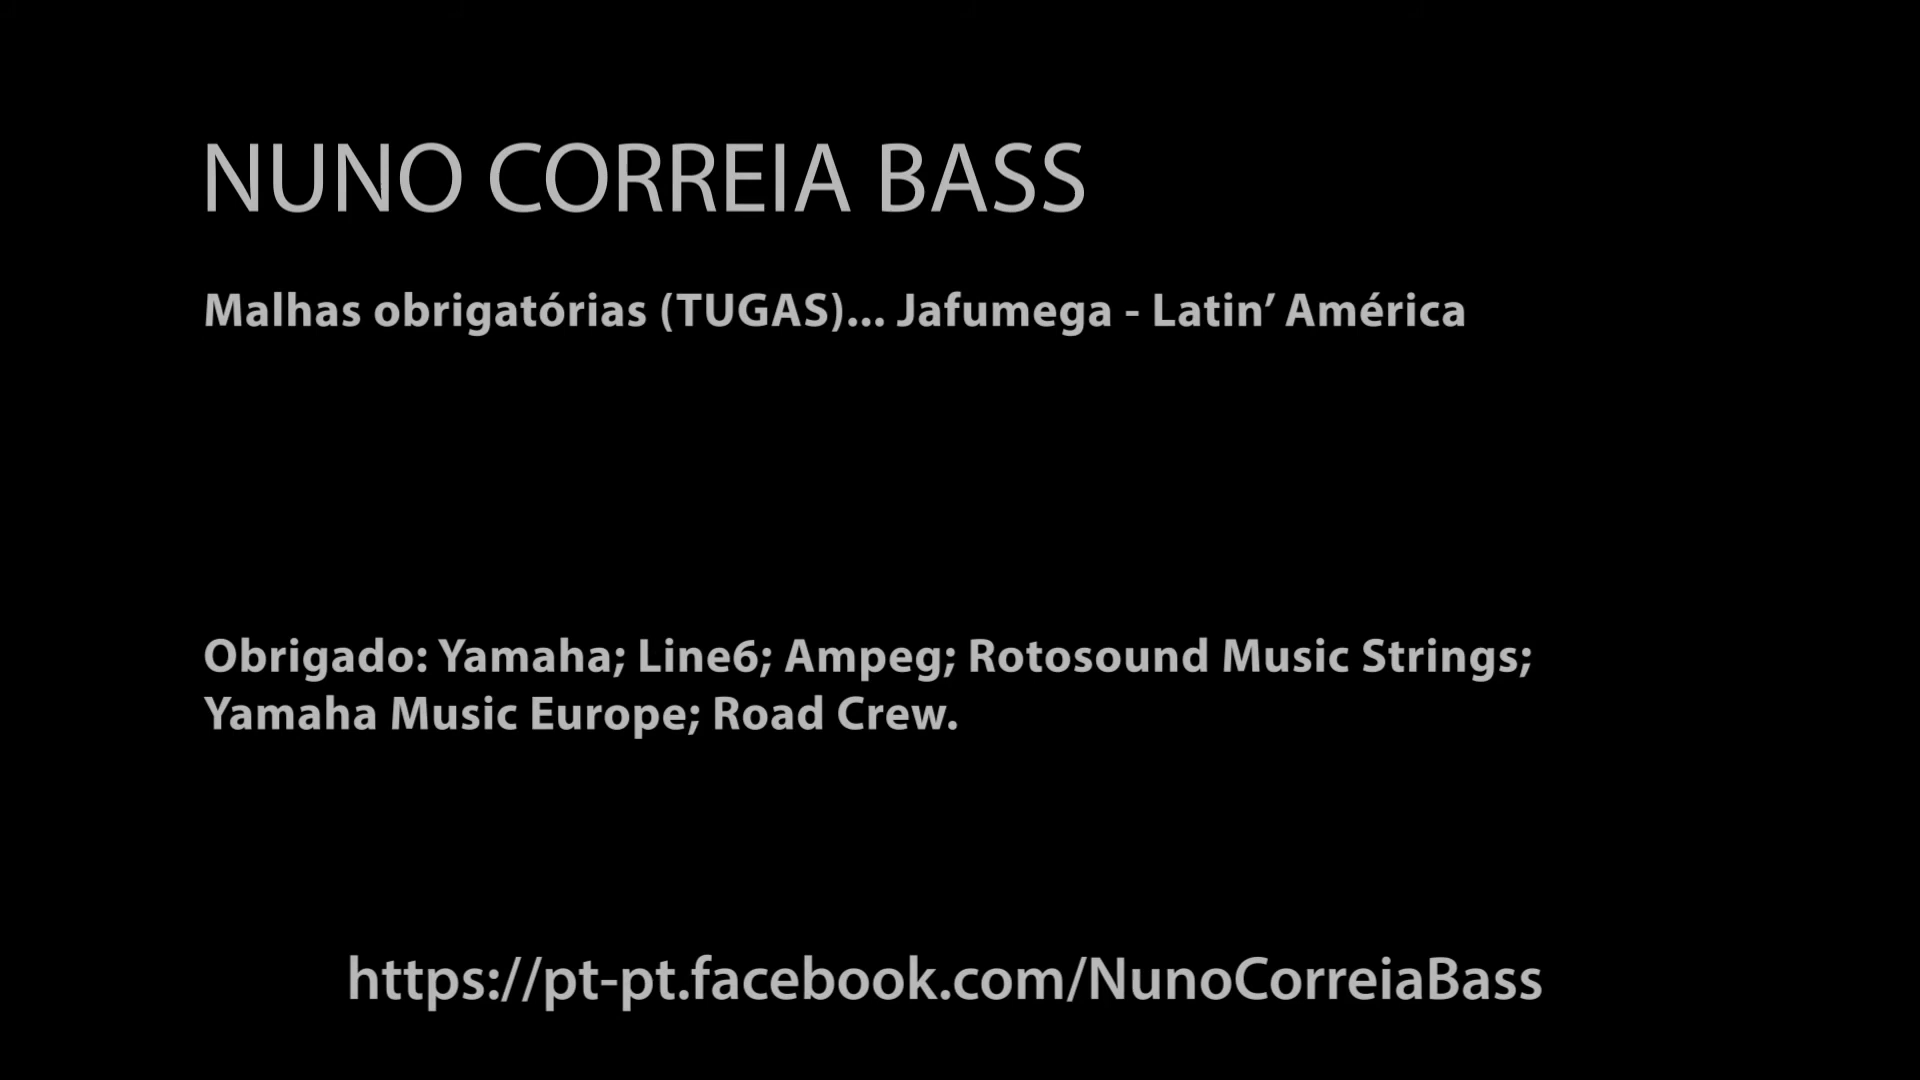 NUNO CORREIA BASS
Malhas obrigatórias (TUGAS)... Jafumega - Latin’ América
Obrigado: Yamaha; Line6; Ampeg; Rotosound Music Strings;
Yamaha Music Europe; Road Crew.
https://pt-pt.facebook.com/NunoCorreiaBass